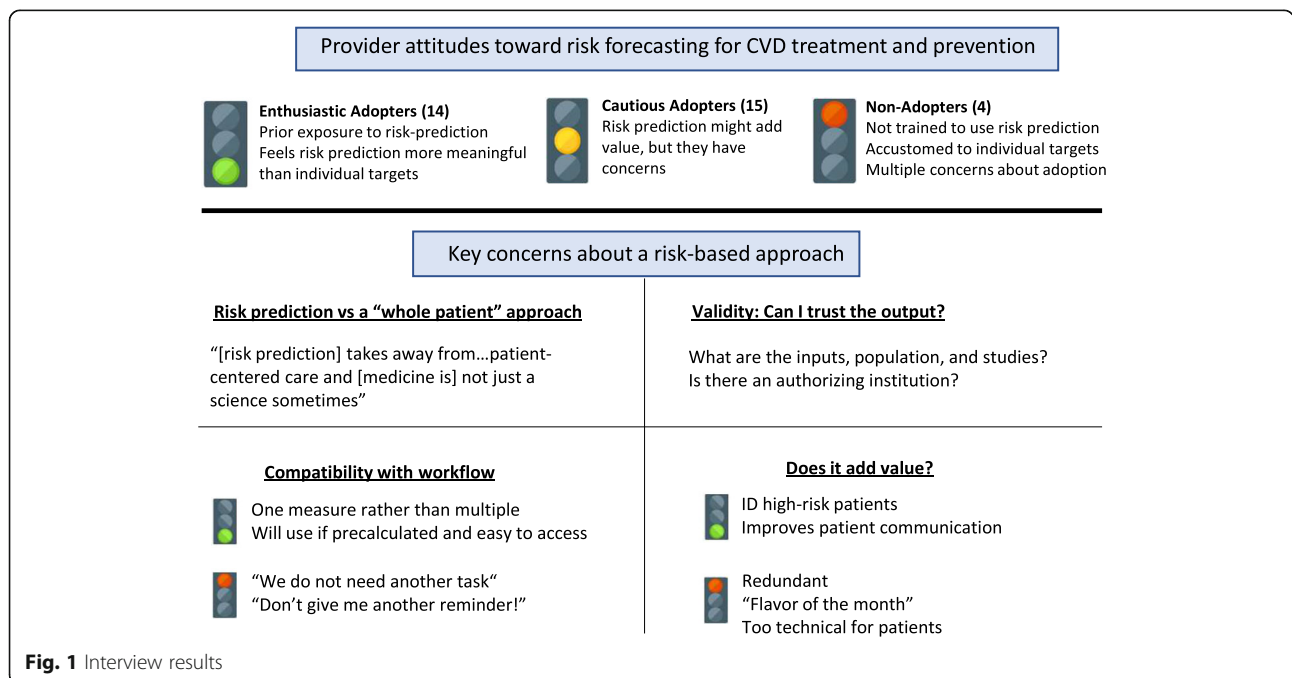 Provider attitudes toward risk forecasting for CVD treatment and prevention
Enthusiastic Adopters (14)
Prior exposure to risk-prediction
Feels risk prediction more meaningful
than individual targets
Cautious Adopters (15)
Risk prediction might add
value, but they have
concerns
Non-Adopters (4)
Not trained to use risk prediction
Accustomed to individual targets
Multiple concerns about adoption
Key concerns about a risk-based approach
Risk prediction vs a “whole patient” approach
“[risk prediction] takes away from…patient-
centered care and [medicine is] not just a
science sometimes”
Validity: Can I trust the output?
What are the inputs, population, and studies?
Is there an authorizing institution?
Compatibility with workflow
One measure rather than multiple
Will use if precalculated and easy to access
“We do not need another task“
“Don’t give me another reminder!”
Does it add value?
ID high-risk patients
Improves patient communication
Redundant
“Flavor of the month”
Too technical for patients
Fig. 1 Interview results